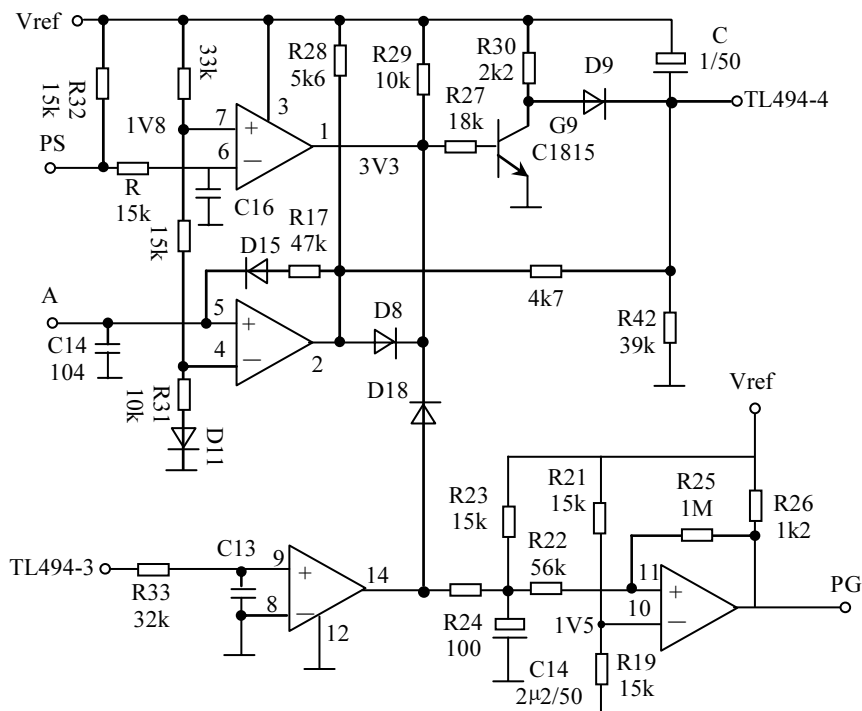 Vref
R32
15k
33k
R28
5k6
R29
10k
R30
2k2
D9
C
1/50
TL494-4
1V8
7
+
3
1
PS
6
−
3V3
R27
18k
G9
C1815
R
15k
C16
15k
D15
R17
47k
4k7
A
5
+
D8
C14
104
4
−
2
R42
39k
D18
R31
10k
D11
Vref
R23
15k
R21
15k
R25
1M
R26
1k2
C13
TL494-3
9
+
14
R33
32k
8
−
12
R22
56k
11
+
R24
100
10
−
PG
1V5
C14
2μ2/50
R19
15k